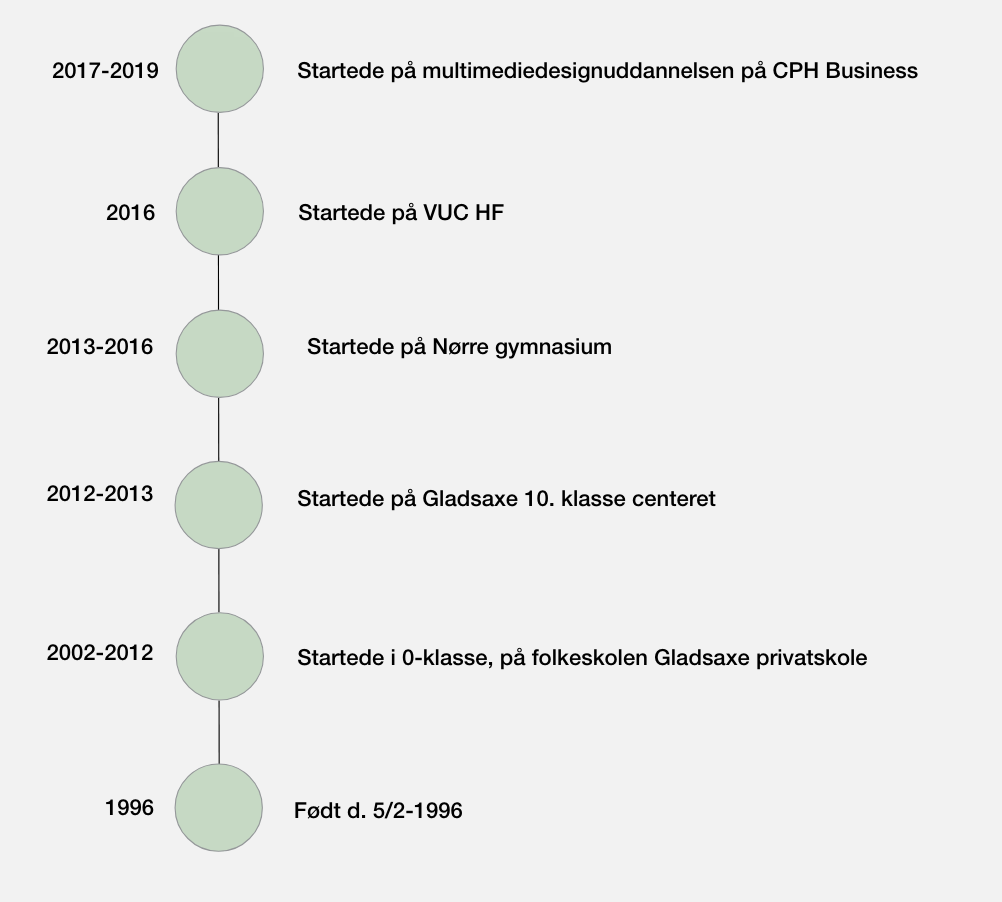 2017-2019 Startede på multimediedesignuddannelsen på CPH Business
2016 Startede på VUC HF
2013-2016 Startede på Nørre gymnasium
2012-2013 Startede på Gladsaxe 10. klasse centeret
2002-2012 Startede i 0-klasse, på folkeskolen Gladsaxe privatskole
1996 Født d. 5/2-1996